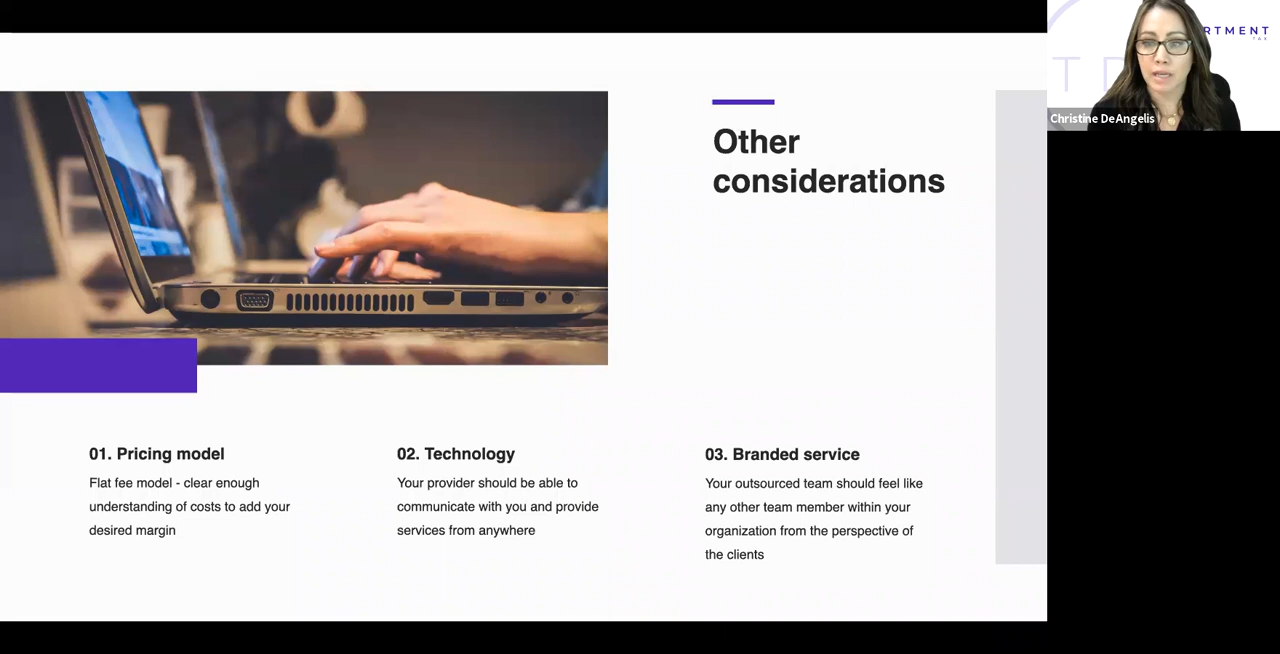 Other
considerations
01. Pricing model
Flat fee model - clear enough
understanding of costs to add your
desired margin
02. Technology
Your provider should be able to
communicate with you and provide
services from anywhere
03. Branded service
Your outsourced team should feel like
any other team member within your
organization from the perspective of
the clients
RTMENT
TAX
T D
Christine DeAngelis